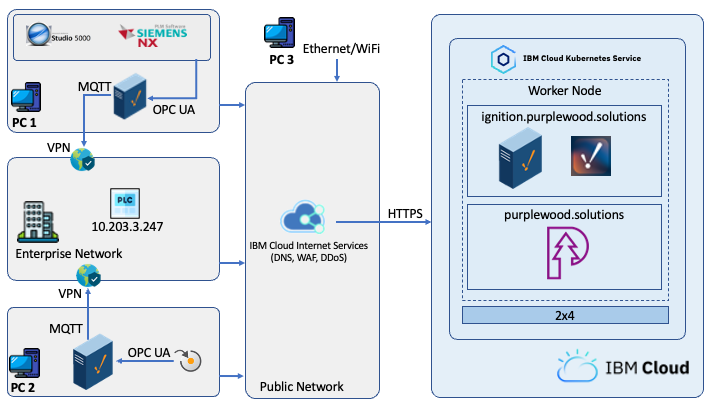 Studio 5000
PLM Software
SIEMENS
NX
MQTT
OPC UA
PC 1
VPN
PLC
10.203.3.247
Enterprise Network
VPN
MQTT
OPC UA
PC 2
PC 3
Ethernet/WiFi
IBM Cloud Internet Services
(DNS, WAF, DDoS)
Public Network
HTTPS
IBM Cloud Kubernetes Service
Worker Node
ignition.purplewood.solutions
purplewood.solutions
2x4
IBM Cloud